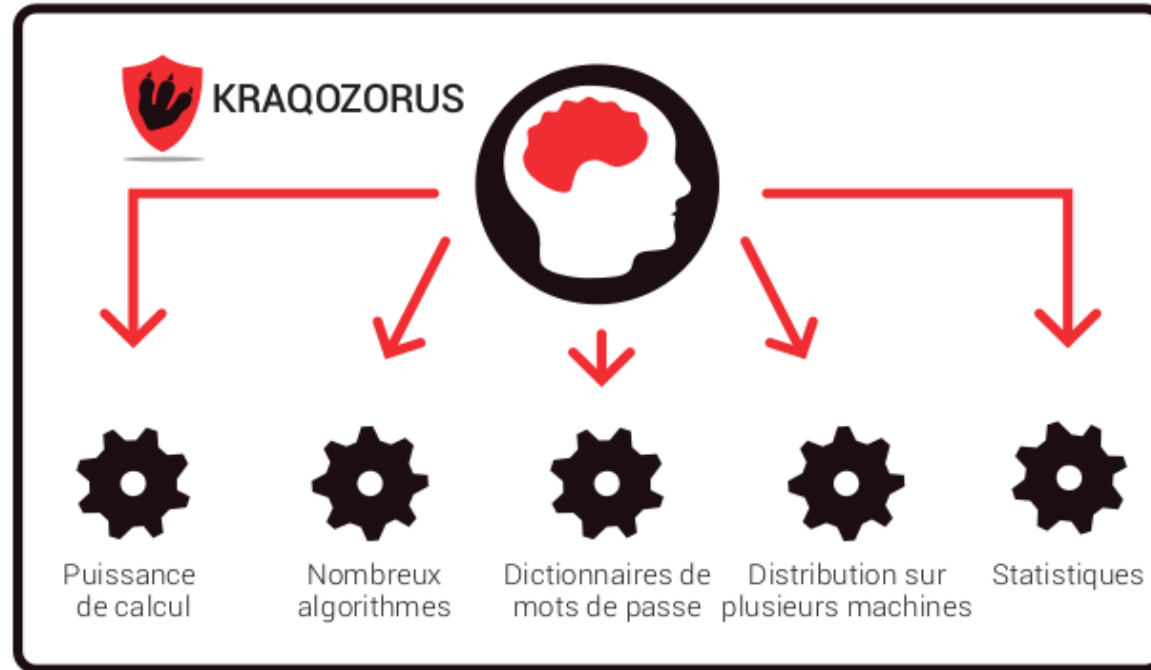 KRAQOZORUS
Puissance
de calcul
Nombreux
algorithmes
Dictionnaires de
mots de passe
Distribution sur
plusieurs machines
Statistiques